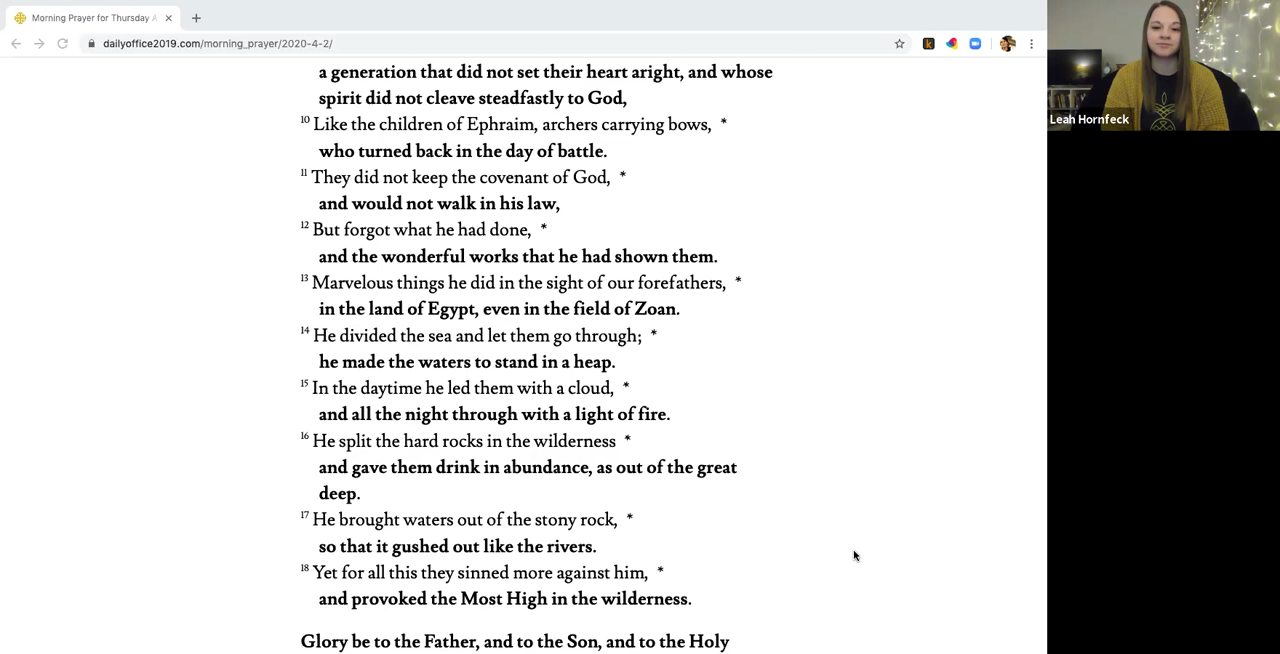 Morning Prayer for Thursday A
dailyoffice2019.com/morning_prayer/2020-4-2/
Leah Hornfeck
a generation that did not set their heart aright, and whose
spirit did not cleave steadfastly to God,
10 Like the children of Ephraim, archers carrying bows, *
who turned back in the day of battle.
11 They did not keep the covenant of God, *
and would not walk in his law,
12 But forgot what he had done, *
and the wonderful works that he had shown them.
13 Marvelous things he did in the sight of our forefathers, *
in the land of Egypt, even in the field of Zoan.
14 He divided the sea and let them go through; *
he made the waters to stand in a heap.
15 In the daytime he led them with a cloud, *
and all the night through with a light of fire.
16 He split the hard rocks in the wilderness *
and gave them drink in abundance, as out of the great
deep.
17 He brought waters out of the stony rock, *
so that it gushed out like the rivers.
18 Yet for all this they sinned more against him, *
and provoked the Most High in the wilderness.
Glory be to the Father, and to the Son, and to the Holy